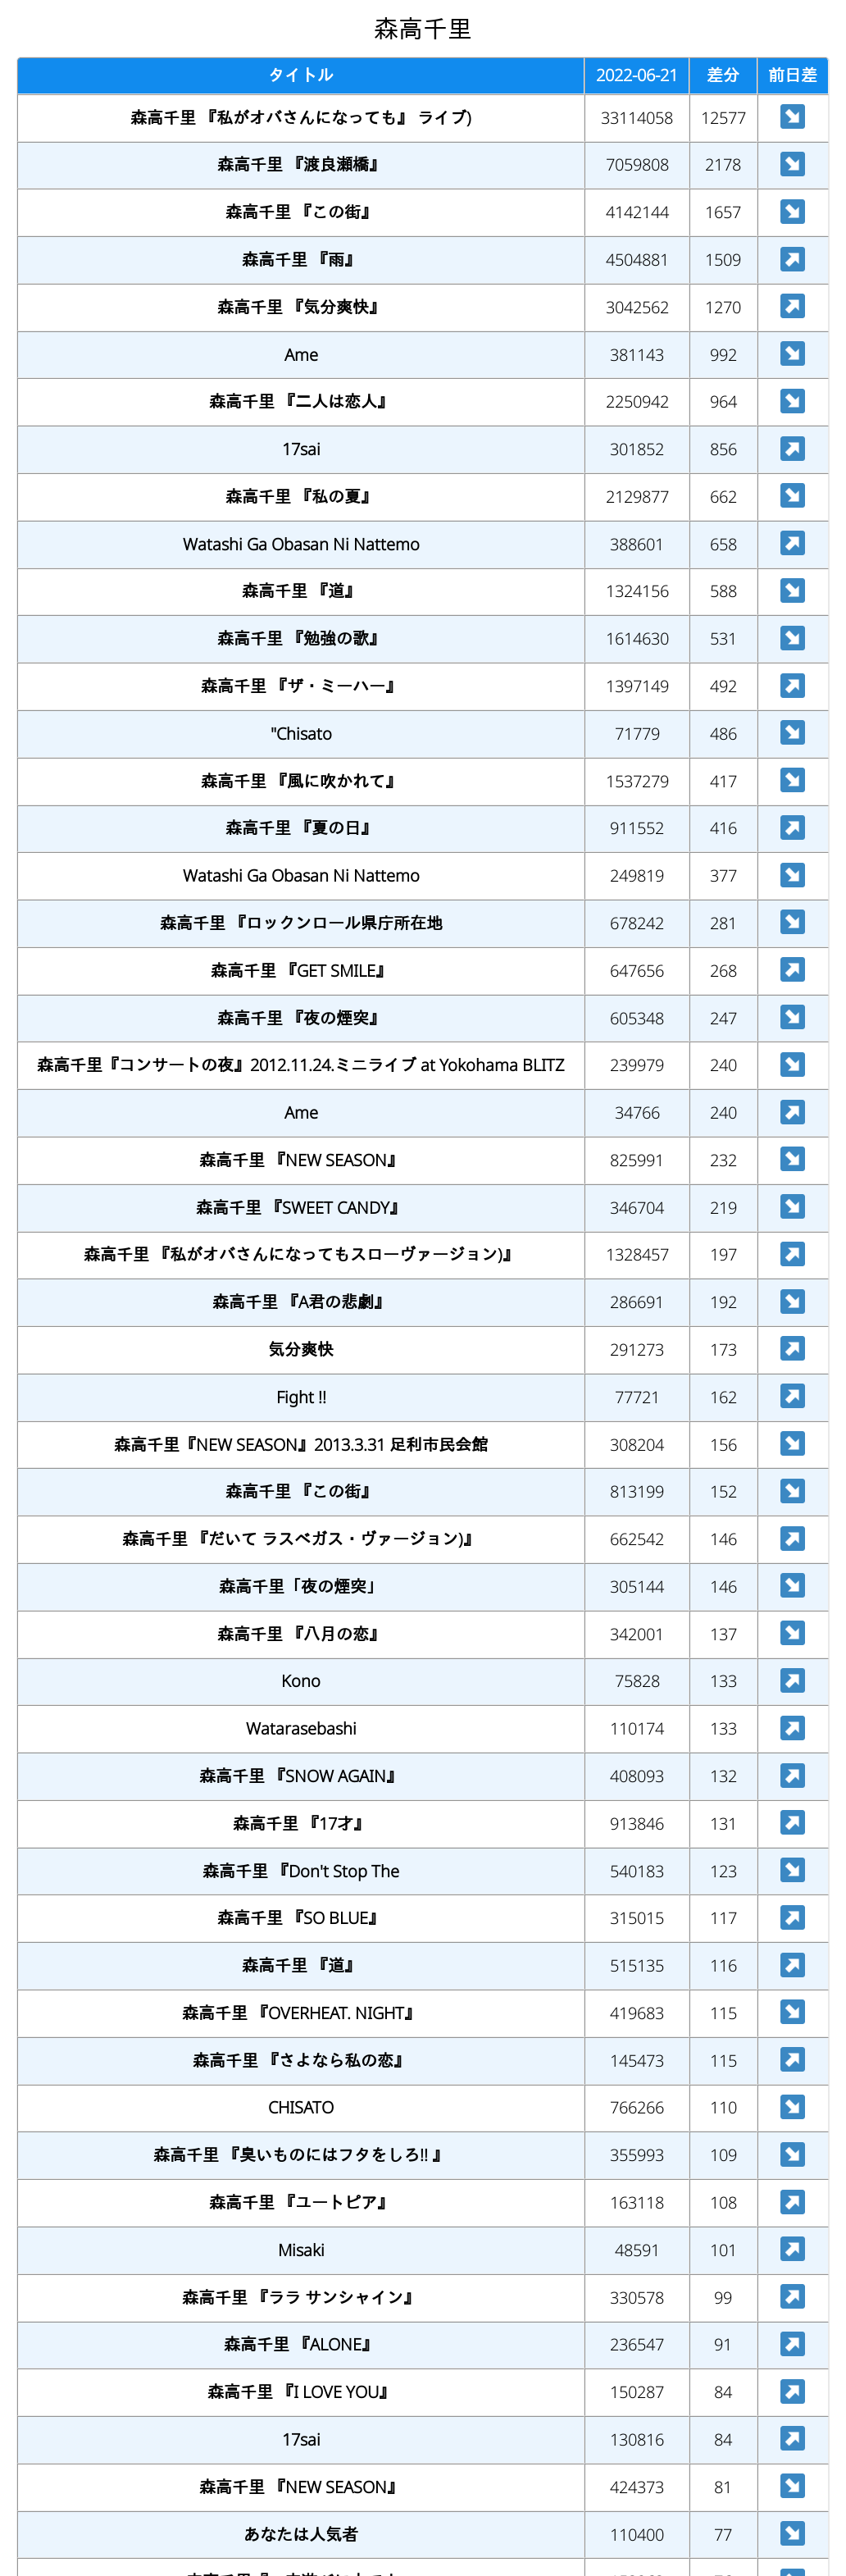 森高千里
タイトル 2022-06-21 差分 前日差
森高千里 『私がオバさんになっても』 ライブ) 33114058 12577
森高千里 『渡良瀬橋』 7059808 2178
森高千里 『この街』 4142144 1657
森高千里 『雨』 4504881 1509
森高千里 『気分爽快』 3042562 1270
Ame 381143 992
森高千里 『二人は恋人』 2250942 964
17sai 301852 856
森高千里 『私の夏』 2129877 662
Watashi Ga Obasan Ni Nattemo 388601 658
森高千里 『道』 1324156 588
森高千里 『勉強の歌』 1614630 531
森高千里 『ザ・ミーハー』 1397149 492
"Chisato 71779 486
森高千里 『風に吹かれて』 1537279 417
森高千里 『夏の日』 911552 416
Watashi Ga Obasan Ni Nattemo 249819 377
森高千里 『ロックンロール県庁所在地 678242 281
森高千里 『GET SMILE』 647656 268
森高千里 『夜の煙突』 605348 247
森高千里『コンサートの夜』2012.11.24.ミニライブ at Yokohama BLITZ 239979 240
Ame 34766 240
森高千里 『NEW SEASON』 825991 232
森高千里 『SWEET CANDY』 346704 219
森高千里 『私がオバさんになってもスローヴァージョン)』 1328457 197
森高千里 『A君の悲劇』 286691 192
気分爽快 291273 173
Fight !! 77721 162
森高千里『NEW SEASON』2013.3.31 足利市民会館 308204 156
森高千里 『この街』 813199 152
森高千里 『だいて ラスベガス・ヴァージョン)』 662542 146
森高千里「夜の煙突」 305144 146
森高千里 『八月の恋』 342001 137
Kono 75828 133
Watarasebashi 110174 133
森高千里 『SNOW AGAIN』 408093 132
森高千里 『17才』 913846 131
森高千里 『Don't Stop The 540183 123
森高千里 『SO BLUE』 315015 117
森高千里 『道』 515135 116
森高千里 『OVERHEAT. NIGHT』 419683 115
森高千里 『さよなら私の恋』 145473 115
CHISATO 766266 110
森高千里 『臭いものにはフタをしろ!! 』 355993 109
森高千里 『ユートピア』 163118 108
Misaki 48591 101
森高千里 『ララ サンシャイン』 330578 99
森高千里 『ALONE』 236547 91
森高千里 『I LOVE YOU』 150287 84
17sai 130816 84
森高千里 『NEW SEASON』 424373 81
あなたは人気者 110400 77